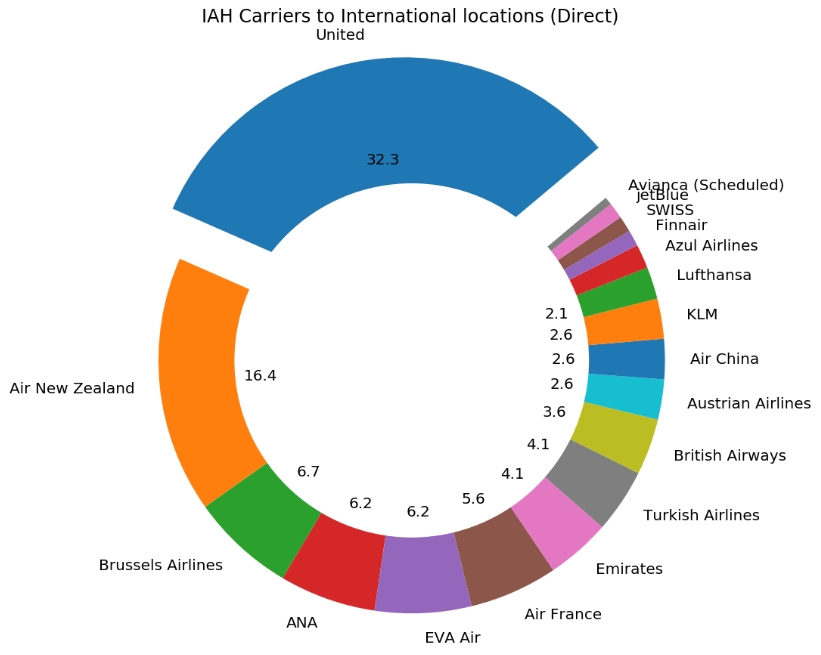 IAH Carriers to International locations (Direct)
United
32.3
Avianca (Scheduled)
JetBlue
SWISS
Finnair
Azul Airlines
Lufthansa
2.1
KLM
2.6
Air China
2.6
Austrian Airlines
2.6
British Airways
3.6
Turkish Airlines
4.1
Emirates
4.1
Air France
5.6
EVA Air
6.2
ANA
6.2
Brussels Airlines
6.7
Air New Zealand
16.4